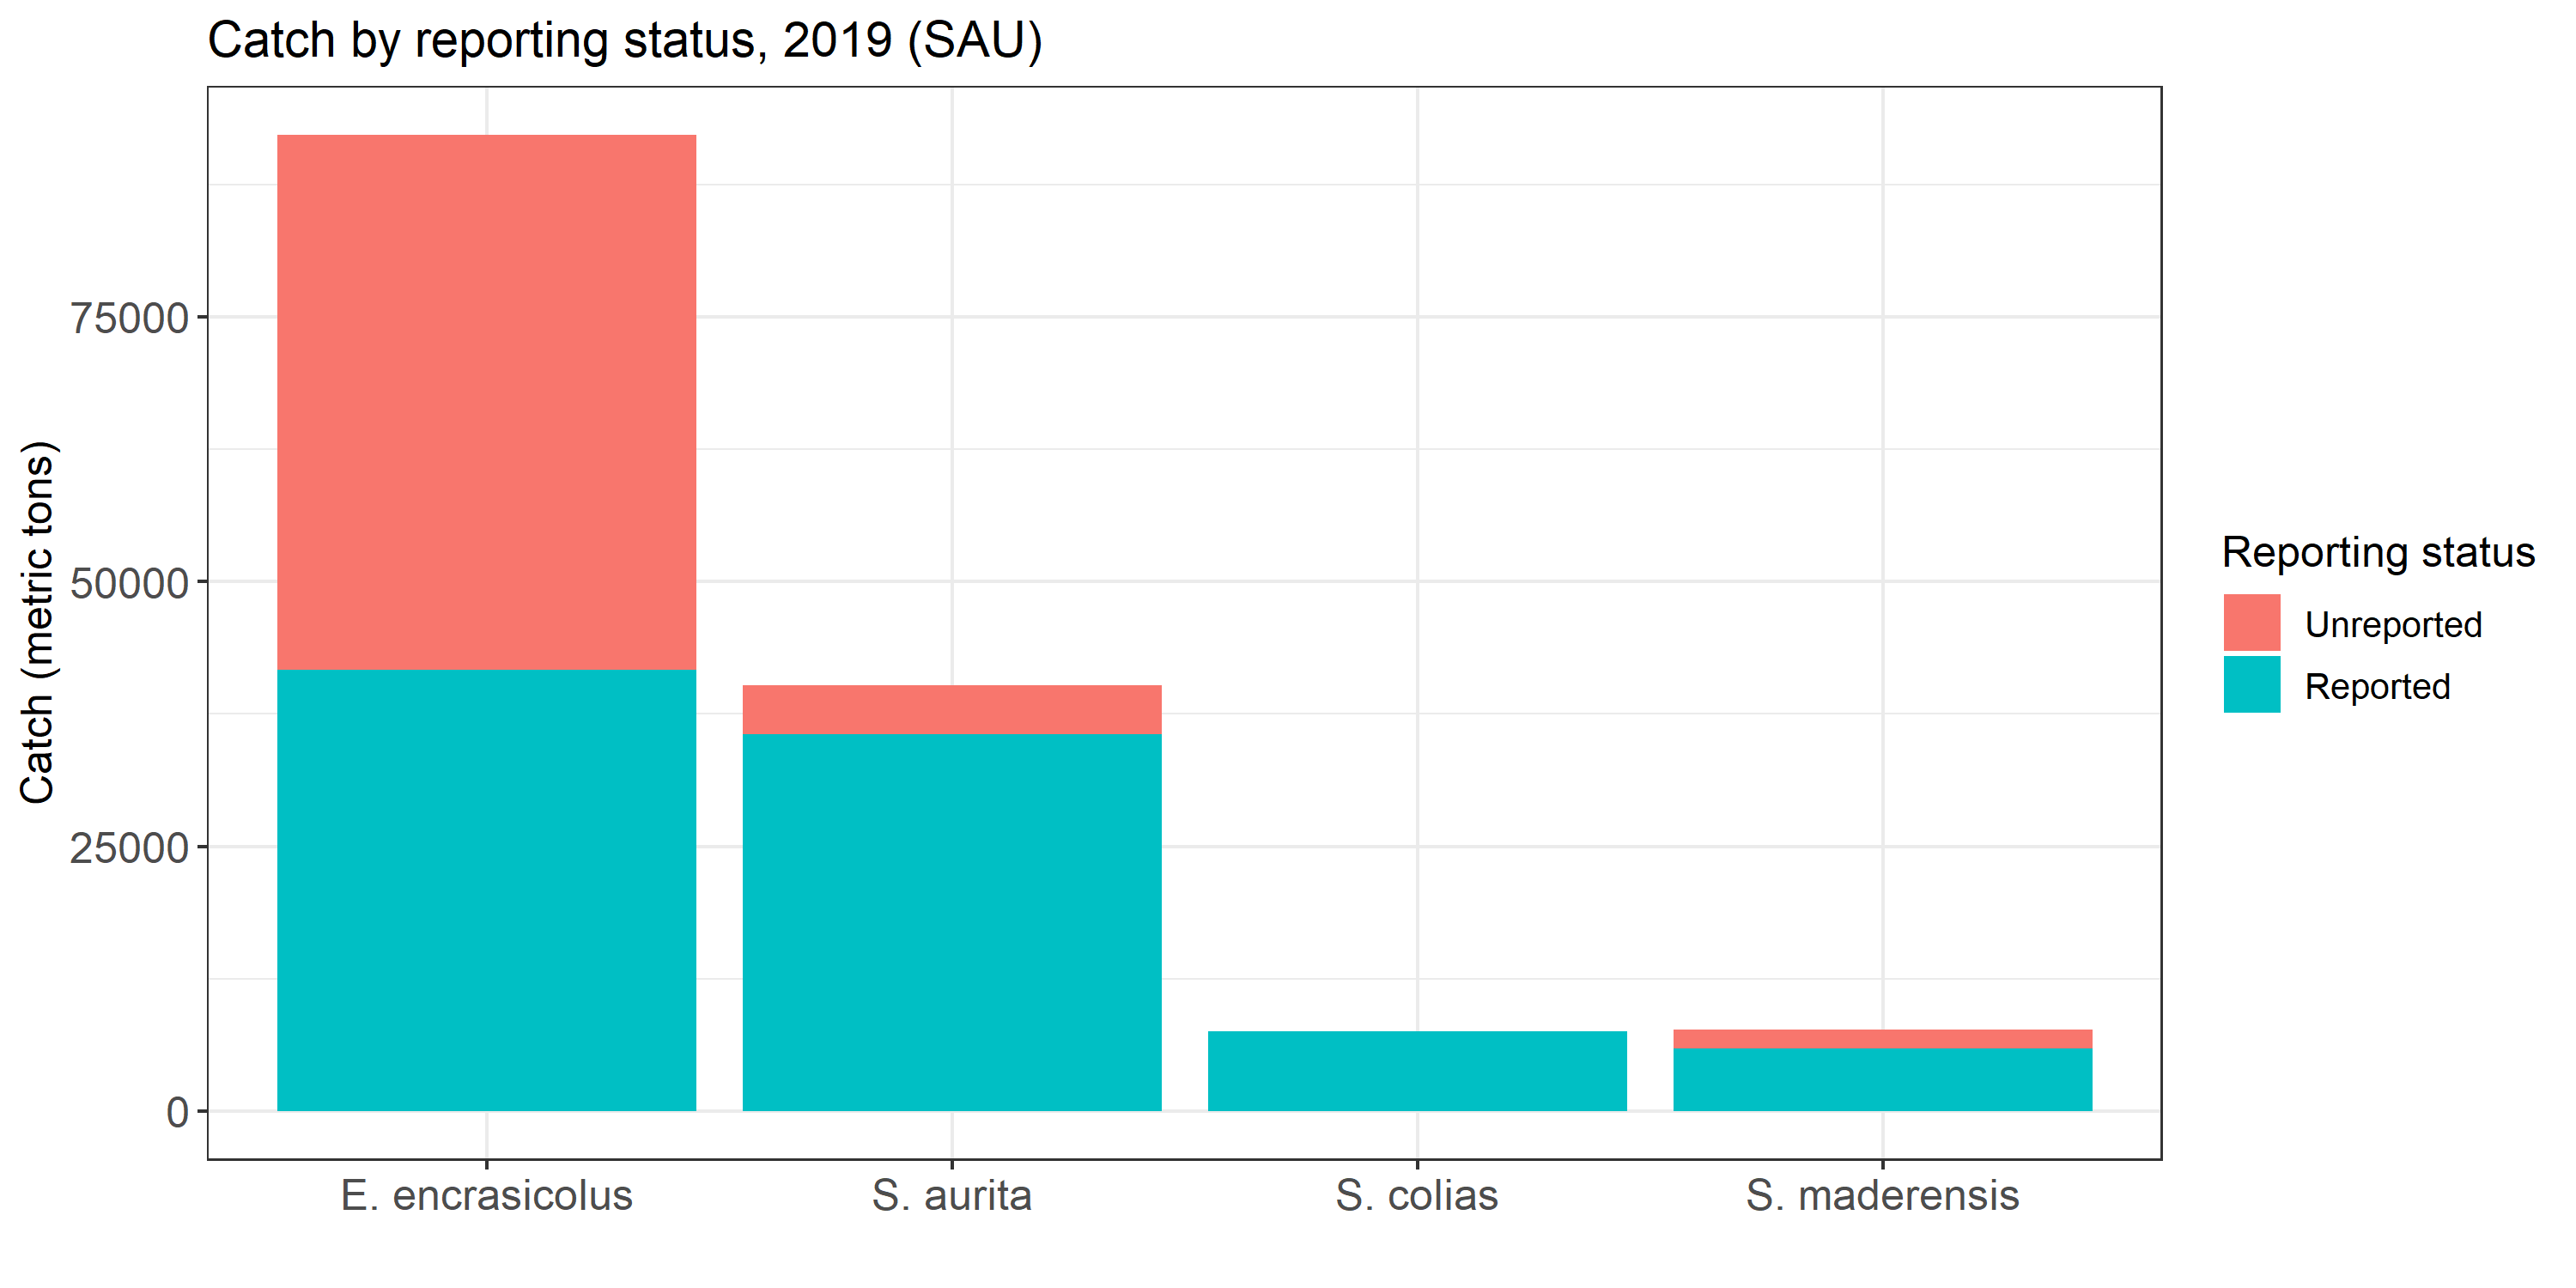 Catch by reporting status, 2019 (SAU)
Catch (metric tons)
75000
50000
25000
0
E. encrasicolus
S. aurita
S. colias
S. maderensis
Reporting status
Unreported
Reported